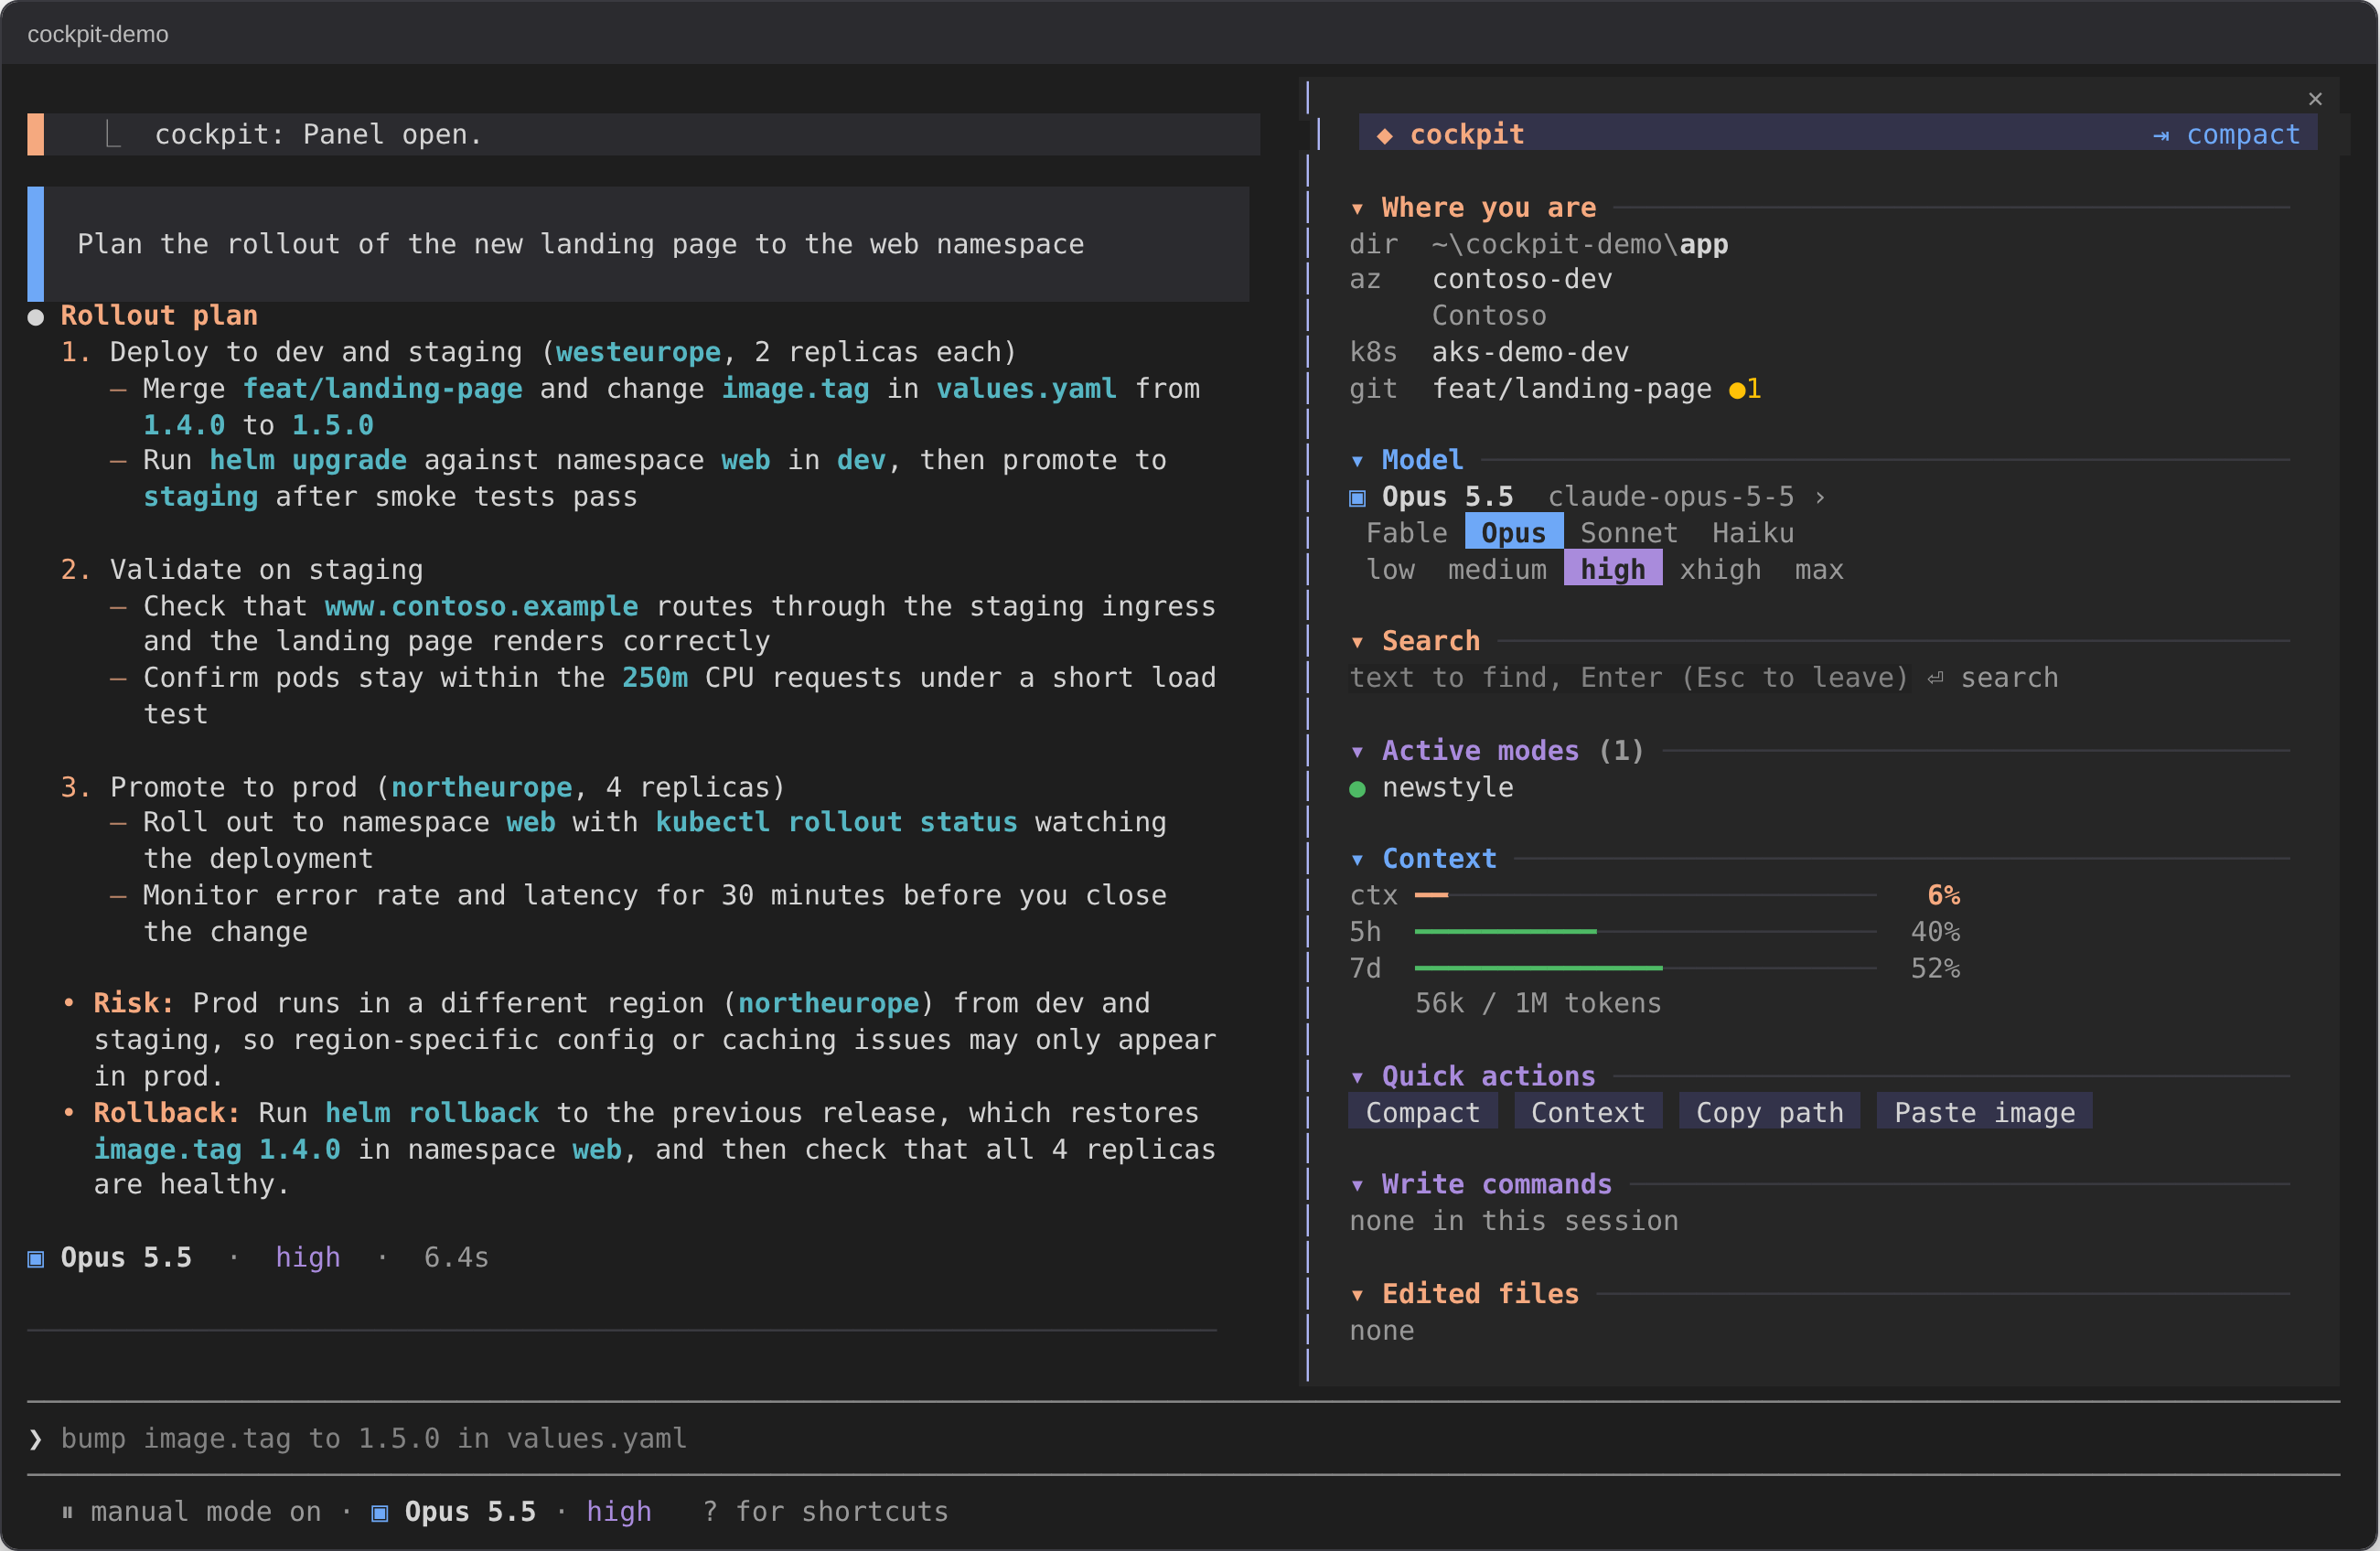 cockpit-demo
⎿ cockpit: Panel open.
Plan the rollout of the new landing page to the web namespace
● Rollout plan
1. Deploy to dev and staging (westeurope, 2 replicas each)
— Merge feat/landing-page and change image.tag in values.yaml from
1.4.0 to 1.5.0
— Run helm upgrade against namespace web in dev, then promote to
staging after smoke tests pass
2. Validate on staging
— Check that www.contoso.example routes through the staging ingress
and the landing page renders correctly
— Confirm pods stay within the 250m CPU requests under a short load
test
3. Promote to prod (northeurope, 4 replicas)
— Roll out to namespace web with kubectl rollout status watching
the deployment
— Monitor error rate and latency for 30 minutes before you close
the change
• Risk: Prod runs in a different region (northeurope) from dev and
staging, so region-specific config or caching issues may only appear
in prod.
• Rollback: Run helm rollback to the previous release, which restores
image.tag 1.4.0 in namespace web, and then check that all 4 replicas
are healthy.
▣ Opus 5.5 · high · 6.4s
×
◆ cockpit ⇥ compact
▾ Where you are
dir ~\cockpit-demo\app
az contoso-dev
Contoso
k8s aks-demo-dev
git feat/landing-page ●1
▾ Model
▣ Opus 5.5 claude-opus-5-5 ›
Fable Opus Sonnet Haiku
low medium high xhigh max
▾ Search
text to find, Enter (Esc to leave) ⏎ search
▾ Active modes (1)
● newstyle
▾ Context
ctx 6%
5h 40%
7d 52%
56k / 1M tokens
▾ Quick actions
Compact Context Copy path Paste image
▾ Write commands
none in this session
▾ Edited files
none
❯ bump image.tag to 1.5.0 in values.yaml
⏸ manual mode on · ▣ Opus 5.5 · high ? for shortcuts